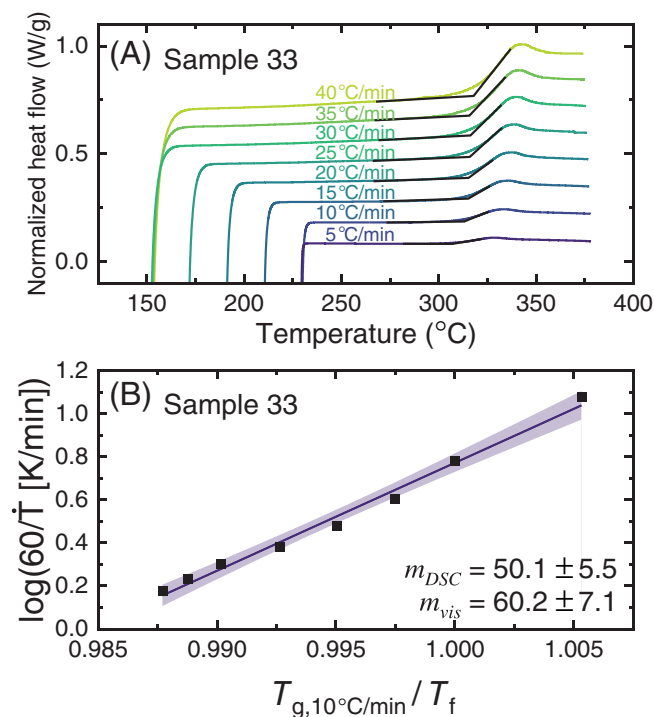 (A) Sample 33
Normalized heat flow (W/g)
1.0
0.5
0.0
40°C/min
35°C/min
30°C/min
25°C/min
20°C/min
15°C/min
10°C/min
5°C/min
150 200 250 300 350 400
Temperature (°C)
(B) Sample 33
log(60/Ṫ [K/min])
1.2
1.0
0.8
0.6
0.4
0.2
0.0
m_DSC = 50.1 ± 5.5
m_vis = 60.2 ± 7.1
0.985 0.990 0.995 1.000 1.005
T_g,10°C/min / T_f